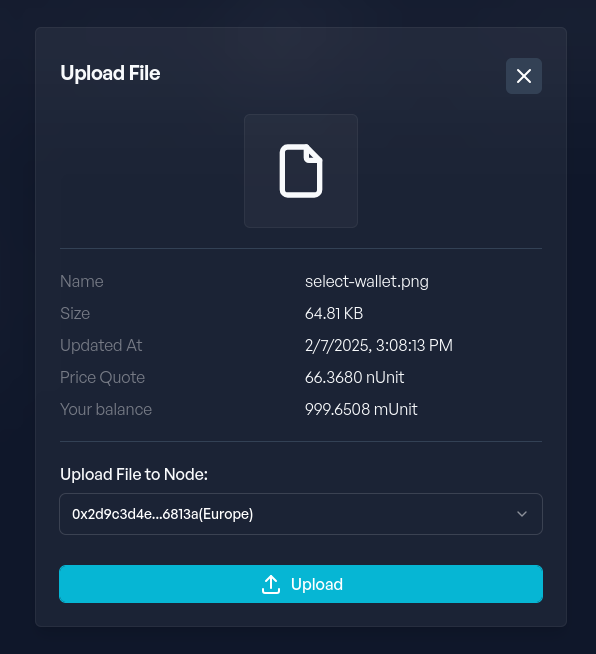 Upload File
Name select-wallet.png
Size 64.81 KB
Updated At 2/7/2025, 3:08:13 PM
Price Quote 66.3680 nUnit
Your balance 999.6508 mUnit
Upload File to Node:
0x2d9c3d4e...6813a(Europe)
Upload